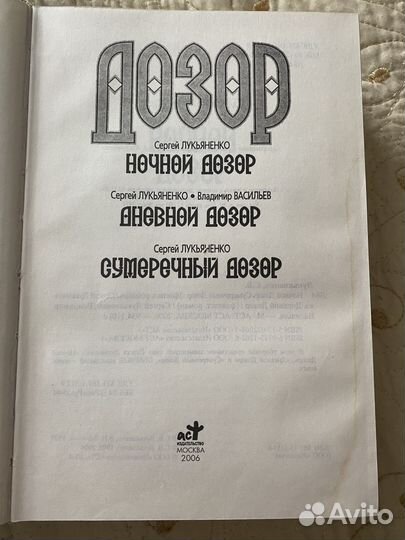 ДОЗОР
Сергей ЛУКЬЯНЕНКО
НОЧНОЙ ДОЗОР
Сергей ЛУКЬЯНЕНКО • Владимир ВАСИЛЬЕВ
ДНЕВНОЙ ДОЗОР
Сергей ЛУКЬЯНЕНКО
СУМЕРЕЧНЫЙ ДОЗОР
аст
ИЗДАТЕЛЬСТВО
МОСКВА
2006
Avito